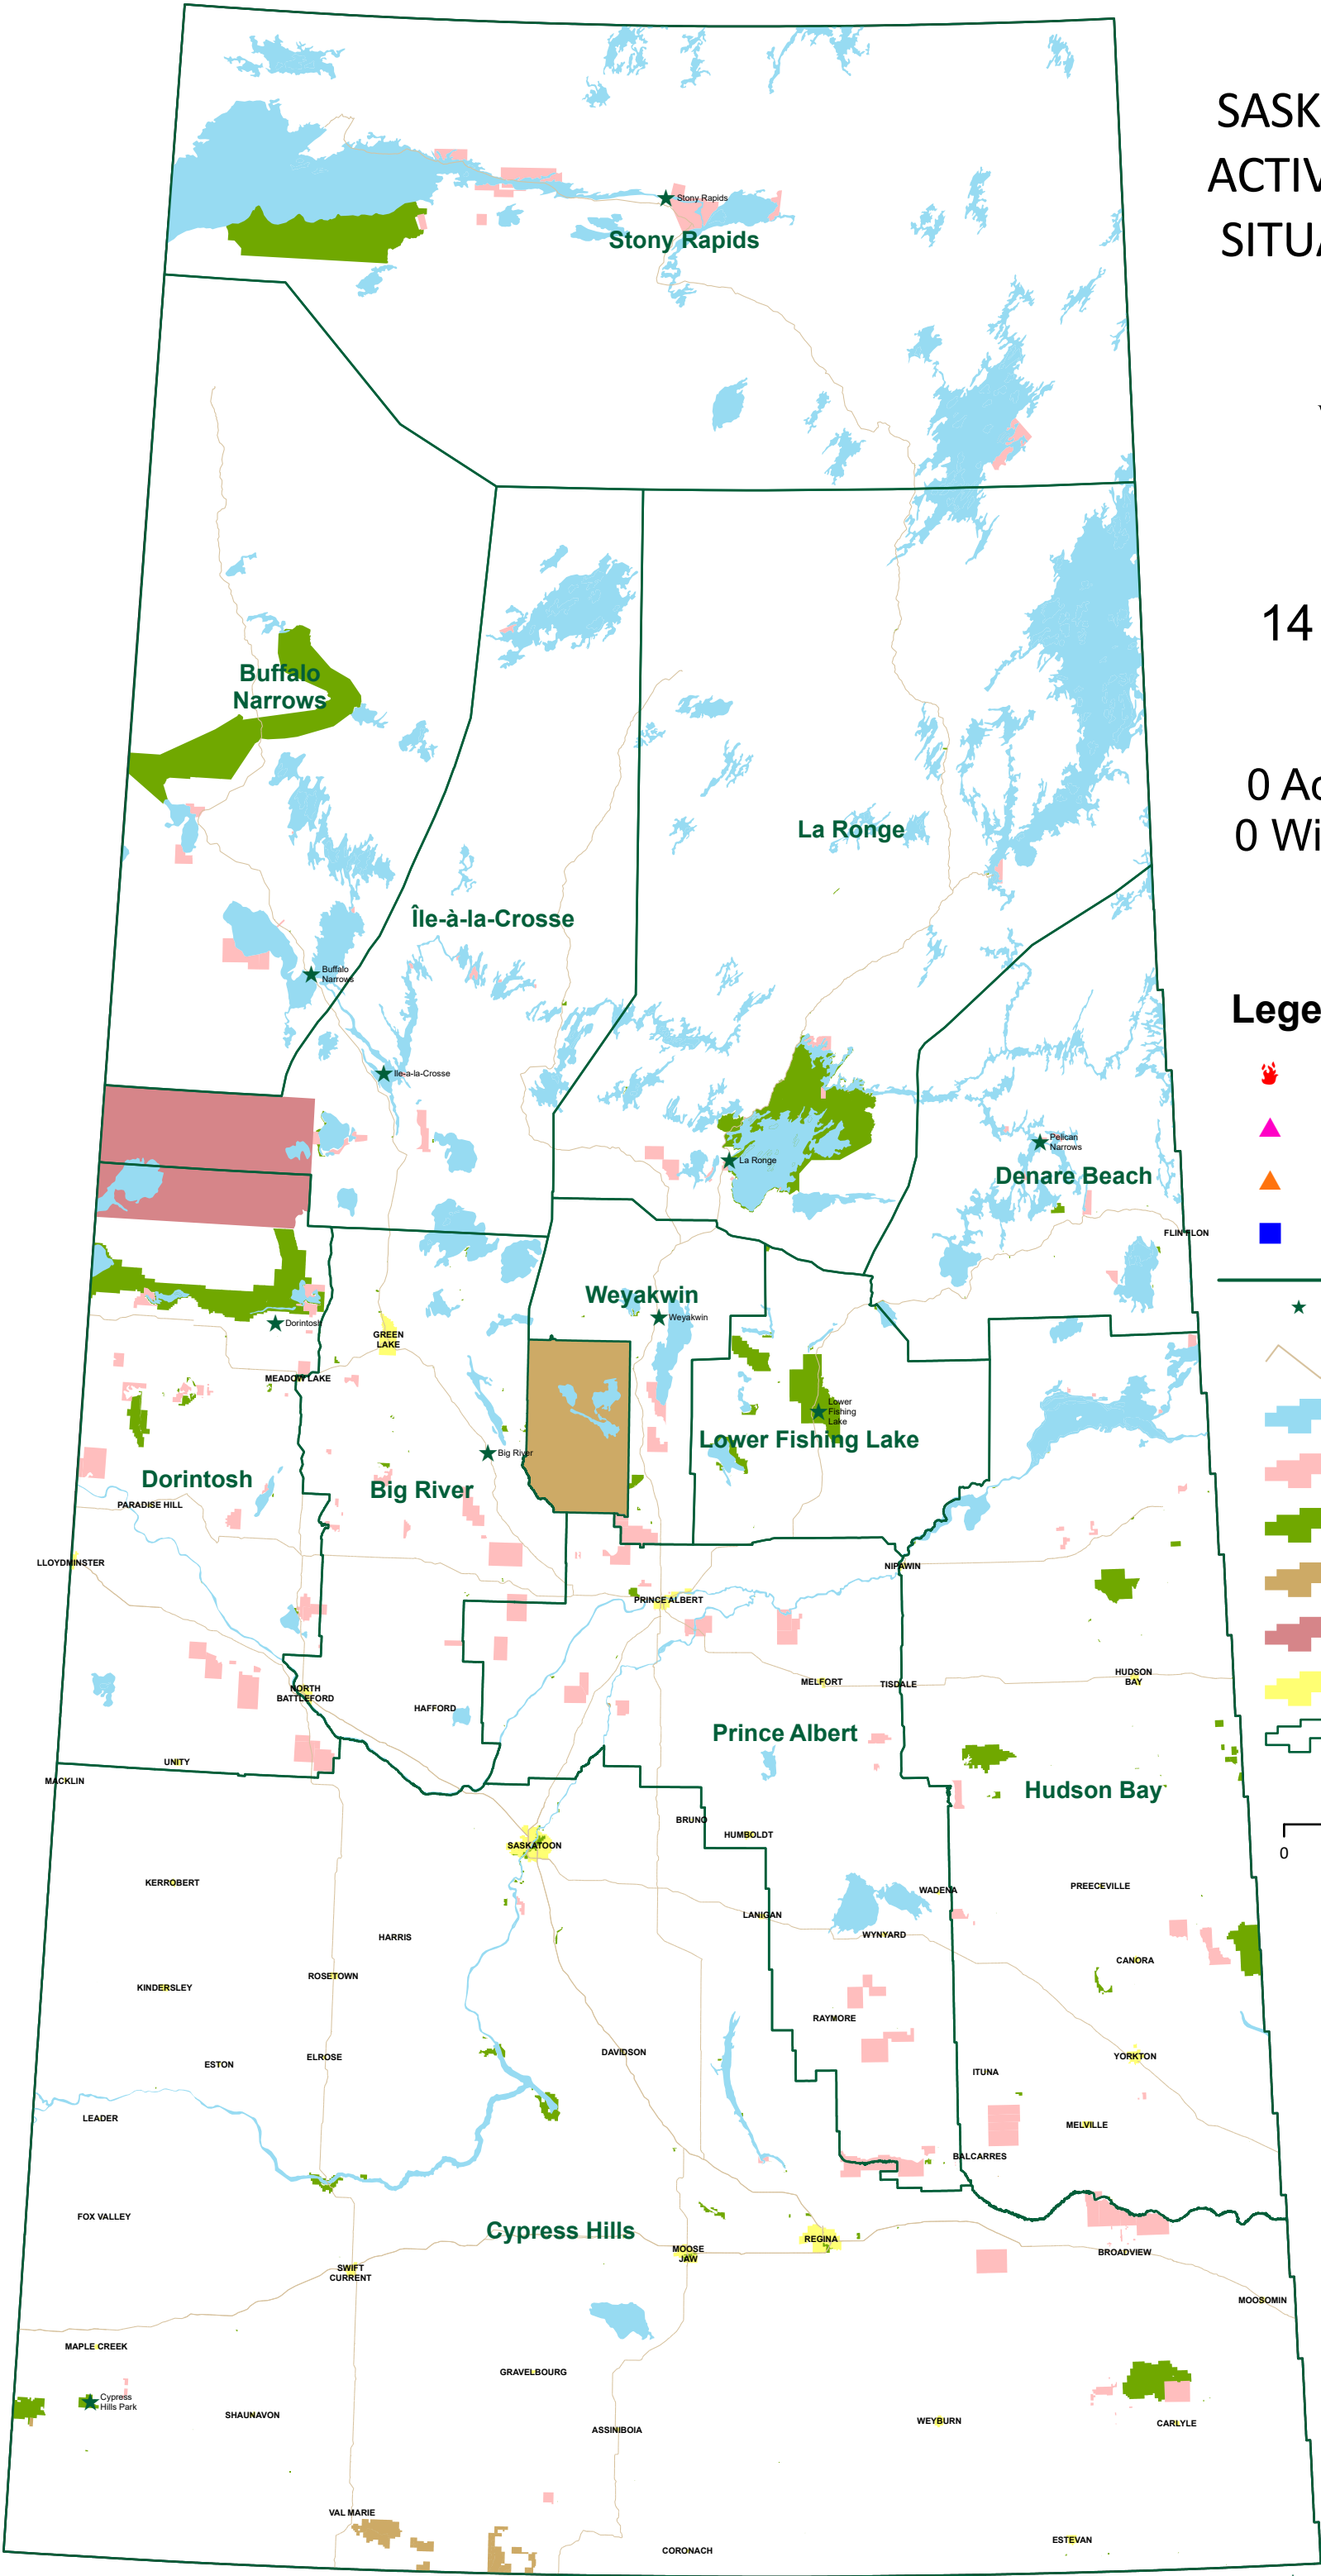 SASK
ACTIV
SITUA
14
0 Ac
0 Wi
Lege
0
Stony Rapids
Stony Rapids
Buffalo
Narrows
La Ronge
Île-à-la-Crosse
Buffalo
Narrows
Ile-a-la-Crosse
Pelican
Narrows
La Ronge
Denare Beach
FLIN FLON
Weyakwin
Weyakwin
Dorintosh
GREEN
LAKE
MEADOW LAKE
Lower
Fishing
Lake
Lower Fishing Lake
Big River
Dorintosh
Big River
PARADISE HILL
LLOYDMINSTER
NIPAWIN
PRINCE ALBERT
HUDSON
BAY
MELFORT
TISDALE
NORTH
BATTLEFORD
HAFFORD
Prince Albert
UNITY
MACKLIN
Hudson Bay
BRUNO
HUMBOLDT
SASKATOON
KERROBERT
PREECEVILLE
WADENA
LANIGAN
WYNYARD
HARRIS
CANORA
ROSETOWN
KINDERSLEY
RAYMORE
DAVIDSON
ELROSE
YORKTON
ESTON
ITUNA
LEADER
MELVILLE
BALCARRES
FOX VALLEY
Cypress Hills
REGINA
MOOSE
JAW
BROADVIEW
SWIFT
CURRENT
MOOSOMIN
MAPLE CREEK
GRAVELBOURG
Cypress
Hills Park
SHAUNAVON
WEYBURN
CARLYLE
ASSINIBOIA
VAL MARIE
ESTEVAN
CORONACH